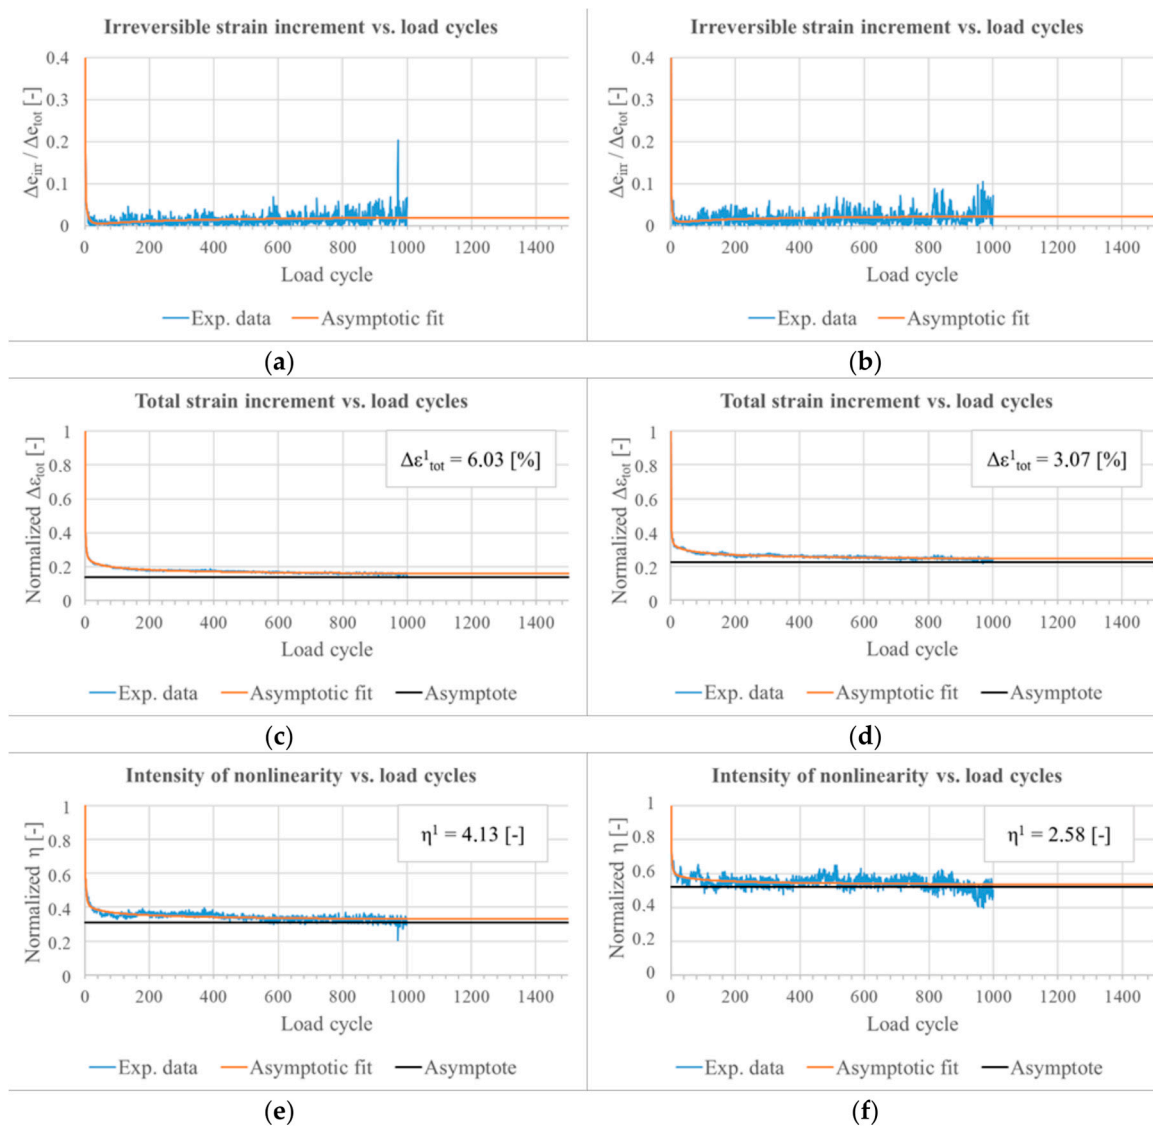 Irreversible strain increment vs. load cycles
0.4
0.3
0.2
0.1
0
Δe_irr / Δe_tot [-]
0 200 400 600 800 1000 1200 1400
Load cycle
Exp. data Asymptotic fit
(a)
Irreversible strain increment vs. load cycles
0.4
0.3
0.2
0.1
0
Δe_irr / Δe_tot [-]
0 200 400 600 800 1000 1200 1400
Load cycle
Exp. data Asymptotic fit
(b)
Total strain increment vs. load cycles
1
0.8
0.6
0.4
0.2
0
Normalized Δε_tot [-]
Δε¹_tot = 6.03 [%]
0 200 400 600 800 1000 1200 1400
Load cycle
Exp. data Asymptotic fit Asymptote
(c)
Total strain increment vs. load cycles
1
0.8
0.6
0.4
0.2
0
Normalized Δε_tot [-]
Δε¹_tot = 3.07 [%]
0 200 400 600 800 1000 1200 1400
Load cycle
Exp. data Asymptotic fit Asymptote
(d)
Intensity of nonlinearity vs. load cycles
1
0.8
0.6
0.4
0.2
0
Normalized η [-]
η¹ = 4.13 [-]
0 200 400 600 800 1000 1200 1400
Load cycle
Exp. data Asymptotic fit Asymptote
(e)
Intensity of nonlinearity vs. load cycles
1
0.8
0.6
0.4
0.2
0
Normalized η [-]
η¹ = 2.58 [-]
0 200 400 600 800 1000 1200 1400
Load cycle
Exp. data Asymptotic fit Asymptote
(f)